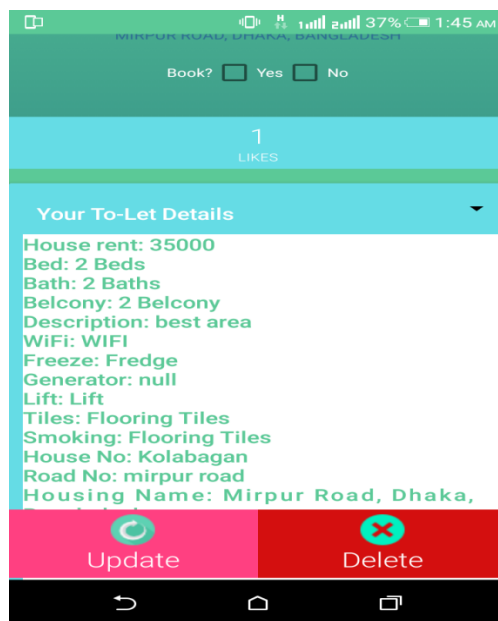 H 1 2 37% 1:45 AM
MIRPUR ROAD, DHAKA, BANGLADESH
Book? Yes No
1
LIKES
Your To-Let Details
House rent: 35000
Bed: 2 Beds
Bath: 2 Baths
Belcony: 2 Belcony
Description: best area
WiFi: WIFI
Freeze: Fredge
Generator: null
Lift: Lift
Tiles: Flooring Tiles
Smoking: Flooring Tiles
House No: Kolabagan
Road No: mirpur road
Housing Name: Mirpur Road, Dhaka,
Update Delete